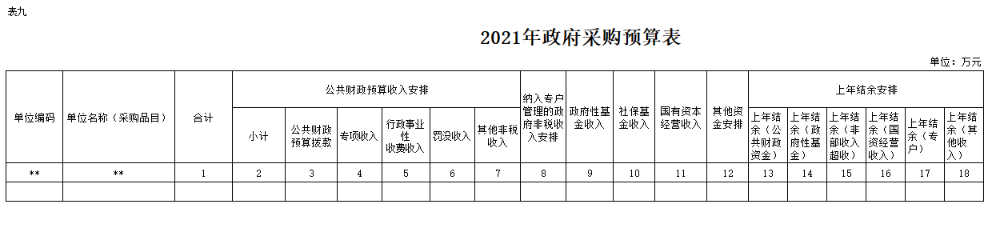 表九
2021年政府采购预算表
单位：万元
单位编码
单位名称（采购品目）
合计
公共财政预算收入安排
小计
公共财政
预算拨款
专项收入
行政事业
性
收费收入
罚没收入
其他非税
收入
纳入专户
管理的政
府非税收
入安排
政府性基
金收入
社保基
金收入
国有资本
经营收入
其他资
金安排
上年结余安排
上年结
余（公
共财政
资金）
上年结
余（政
府性基
金）
上年结
余（非
部收入
超收）
上年结
余（国
资经营
收入）
上年结
余（专
户）
上年结
余（其
他收
入）
** ** 1 2 3 4 5 6 7 8 9 10 11 12 13 14 15 16 17 18